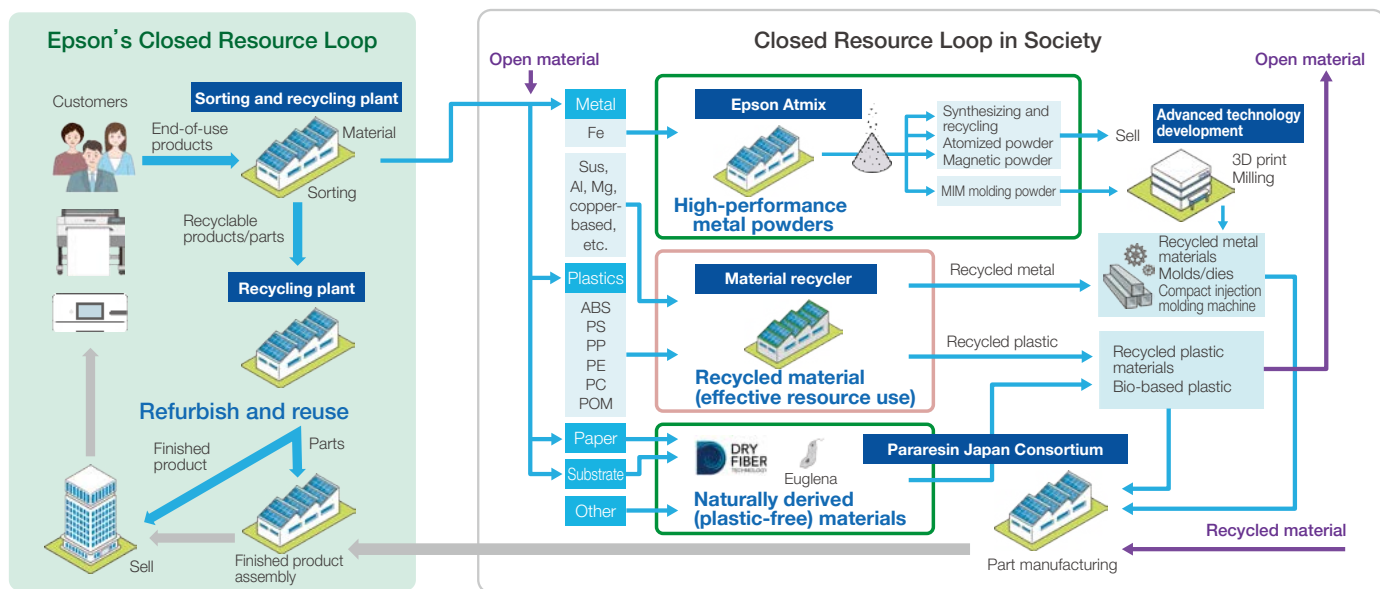 Epson's Closed Resource Loop
Customers
End-of-use
products
Sorting and recycling plant
Material
Sorting
Recyclable
products/parts
Recycling plant
Refurbish and reuse
Finished
product
Parts
Sell
Finished product
assembly
Closed Resource Loop in Society
Open material
Metal
Fe
Sus,
Al, Mg,
copper-
based,
etc.
Plastics
ABS
PS
PP
PE
PC
POM
Paper
Substrate
Other
Epson Atmix
High-performance
metal powders
Synthesizing and
recycling
Atomized powder
Magnetic powder
MIM molding powder
Sell
Advanced technology
development
3D print
Milling
Open material
Material recycler
Recycled material
(effective resource use)
Recycled metal
Recycled metal
materials
Molds/dies
Compact injection
molding machine
Recycled plastic
Recycled plastic
materials
Bio-based plastic
DRY
FIBER
TECHNOLOGY
Euglena
Naturally derived
(plastic-free) materials
Pararesin Japan Consortium
Part manufacturing
Recycled material